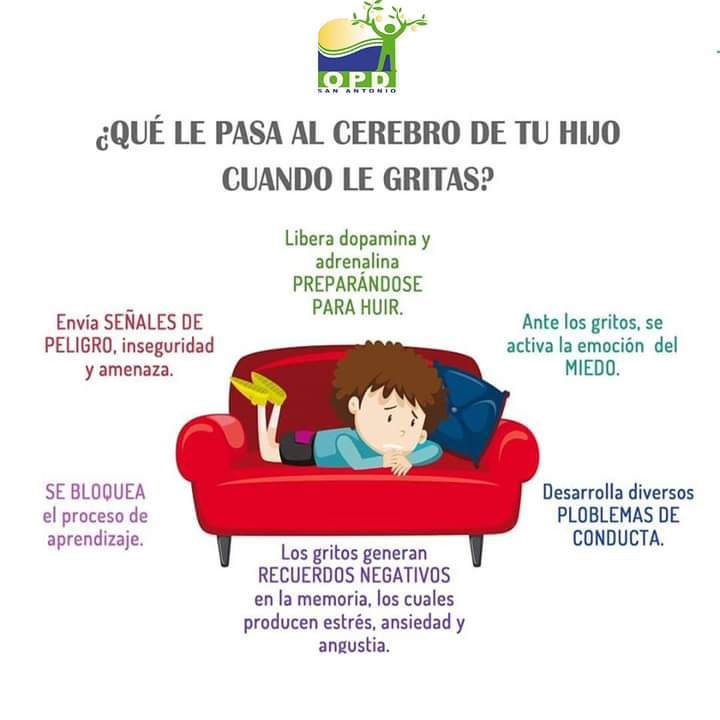 OPD
SAN ANTONIO
¿QUÉ LE PASA AL CEREBRO DE TU HIJO
CUANDO LE GRITAS?
Libera dopamina y
adrenalina
PREPARÁNDOSE
PARA HUIR.
Envía SEÑALES DE
PELIGRO, inseguridad
y amenaza.
Ante los gritos, se
activa la emoción del
MIEDO.
SE BLOQUEA
el proceso de
aprendizaje.
Desarrolla diversos
PLOBLEMAS DE
CONDUCTA.
Los gritos generan
RECUERDOS NEGATIVOS
en la memoria, los cuales
producen estrés, ansiedad y
angustia.